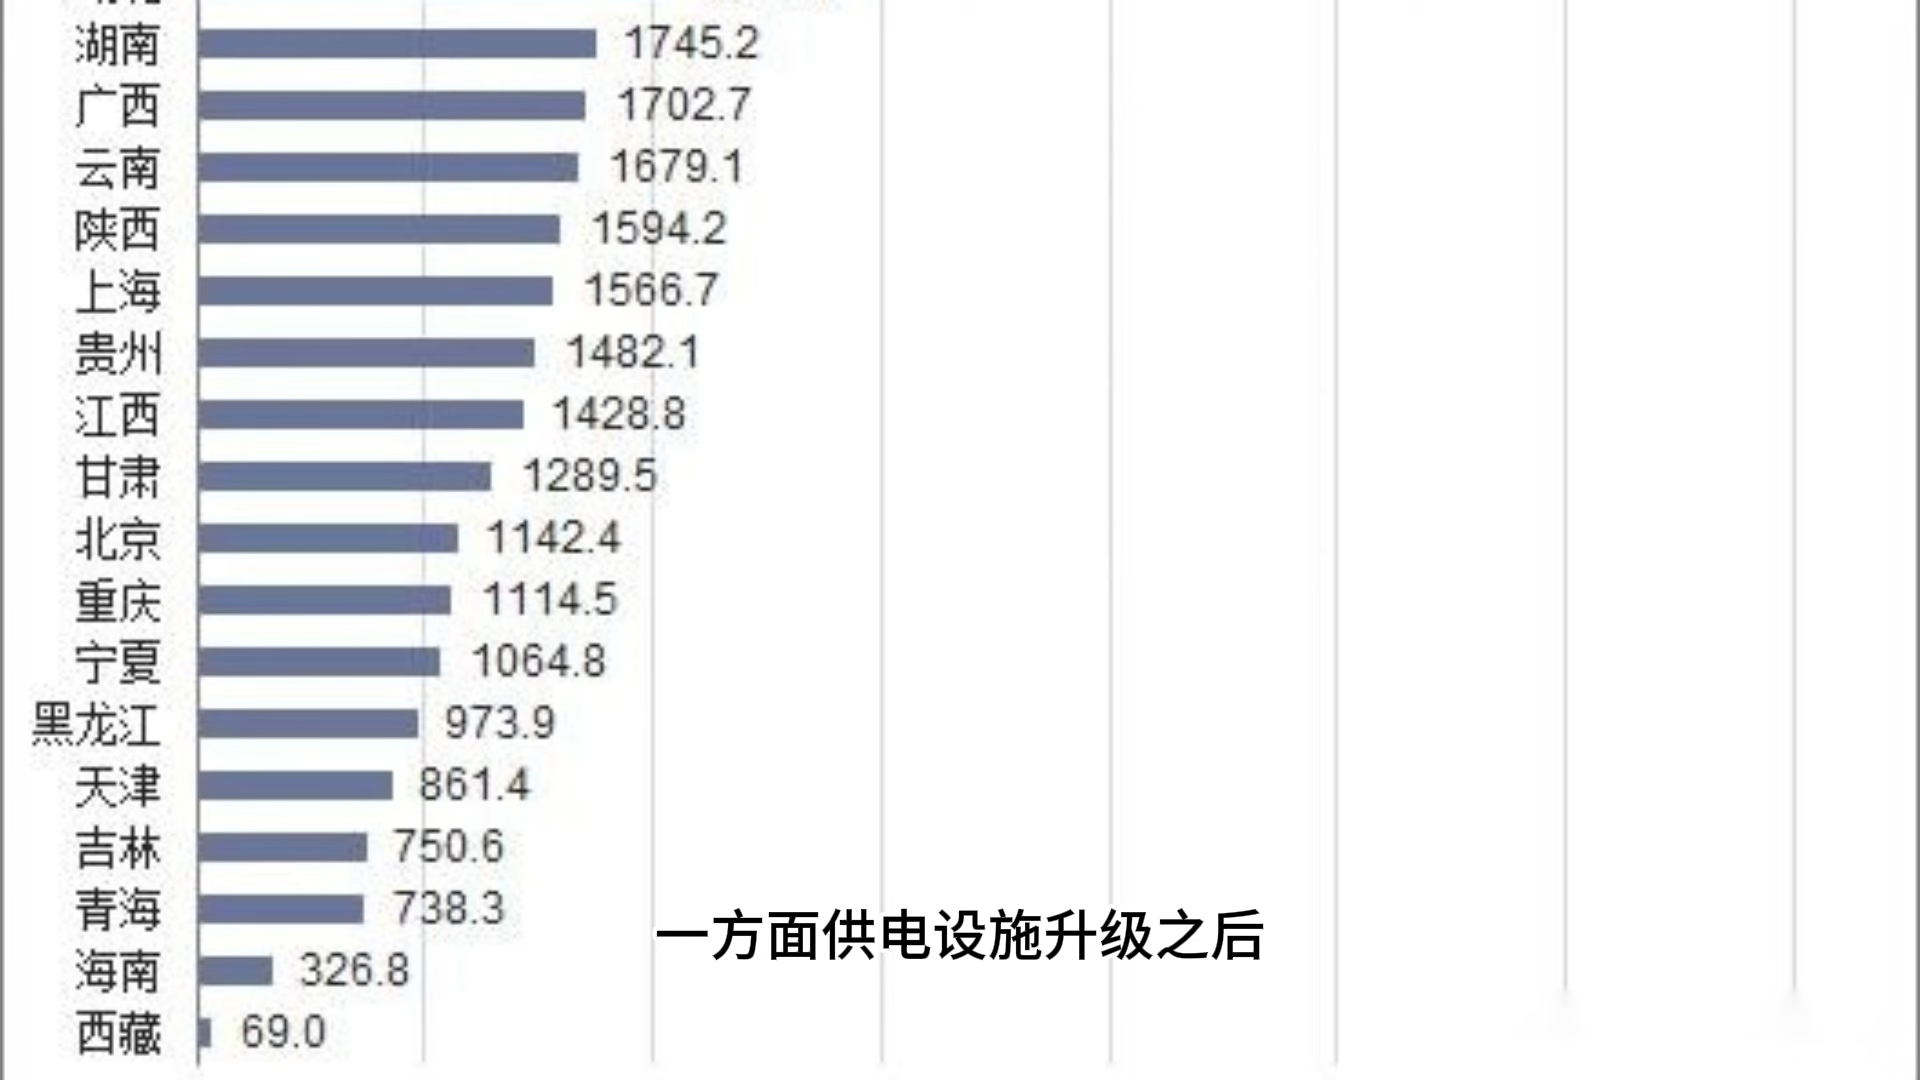 湖南 1745.2
广西 1702.7
云南 1679.1
陕西 1594.2
上海 1566.7
贵州 1482.1
江西 1428.8
甘肃 1289.5
北京 1142.4
重庆 1114.5
宁夏 1064.8
黑龙江 973.9
天津 861.4
吉林 750.6
青海 738.3
海南 326.8
西藏 69.0
一方面供电设施升级之后